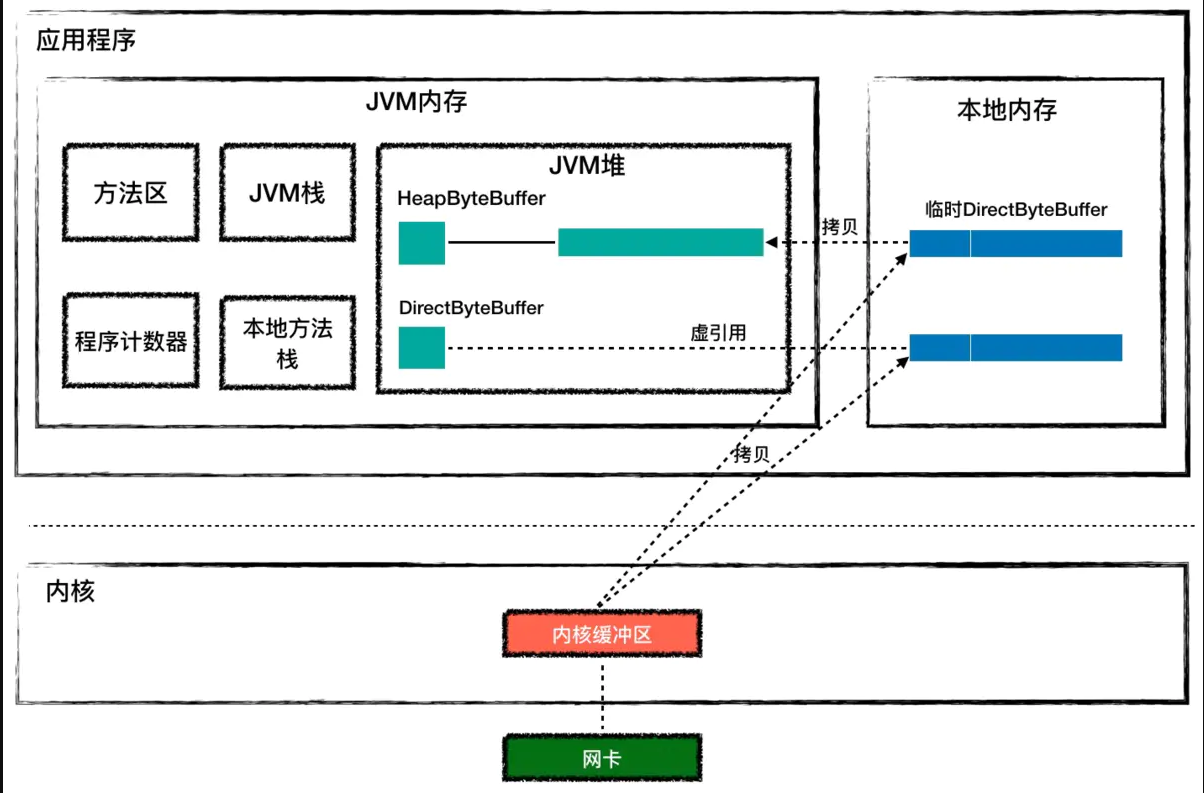 应用程序
JVM内存
本地内存
方法区
JVM栈
JVM堆
HeapByteBuffer
临时DirectByteBuffer
拷贝
DirectByteBuffer
程序计数器
本地方法
栈
虚引用
拷贝
内核
内核缓冲区
网卡